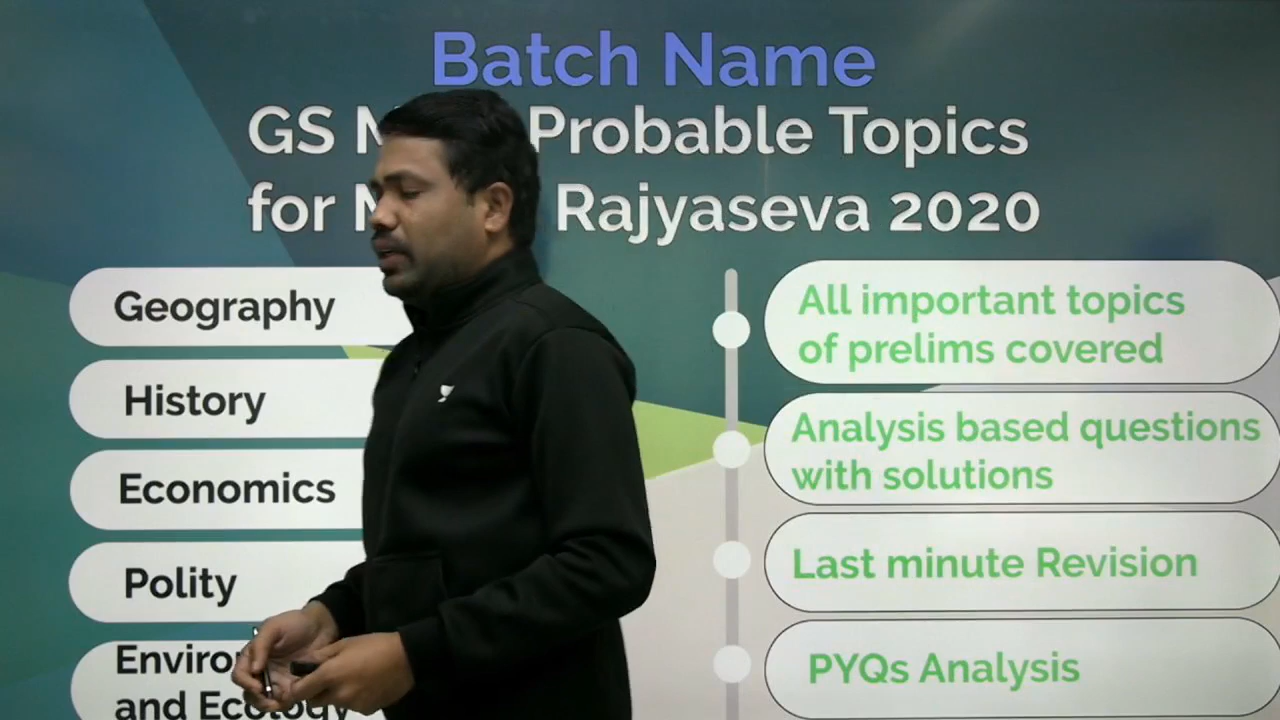 Batch Name
GS Probable Topics
for Rajyaseva 2020
Geography
History
Economics
Polity
and Ecology
All important topics
of prelims covered
Analysis based questions
with solutions
Last minute Revision
PYQs Analysis